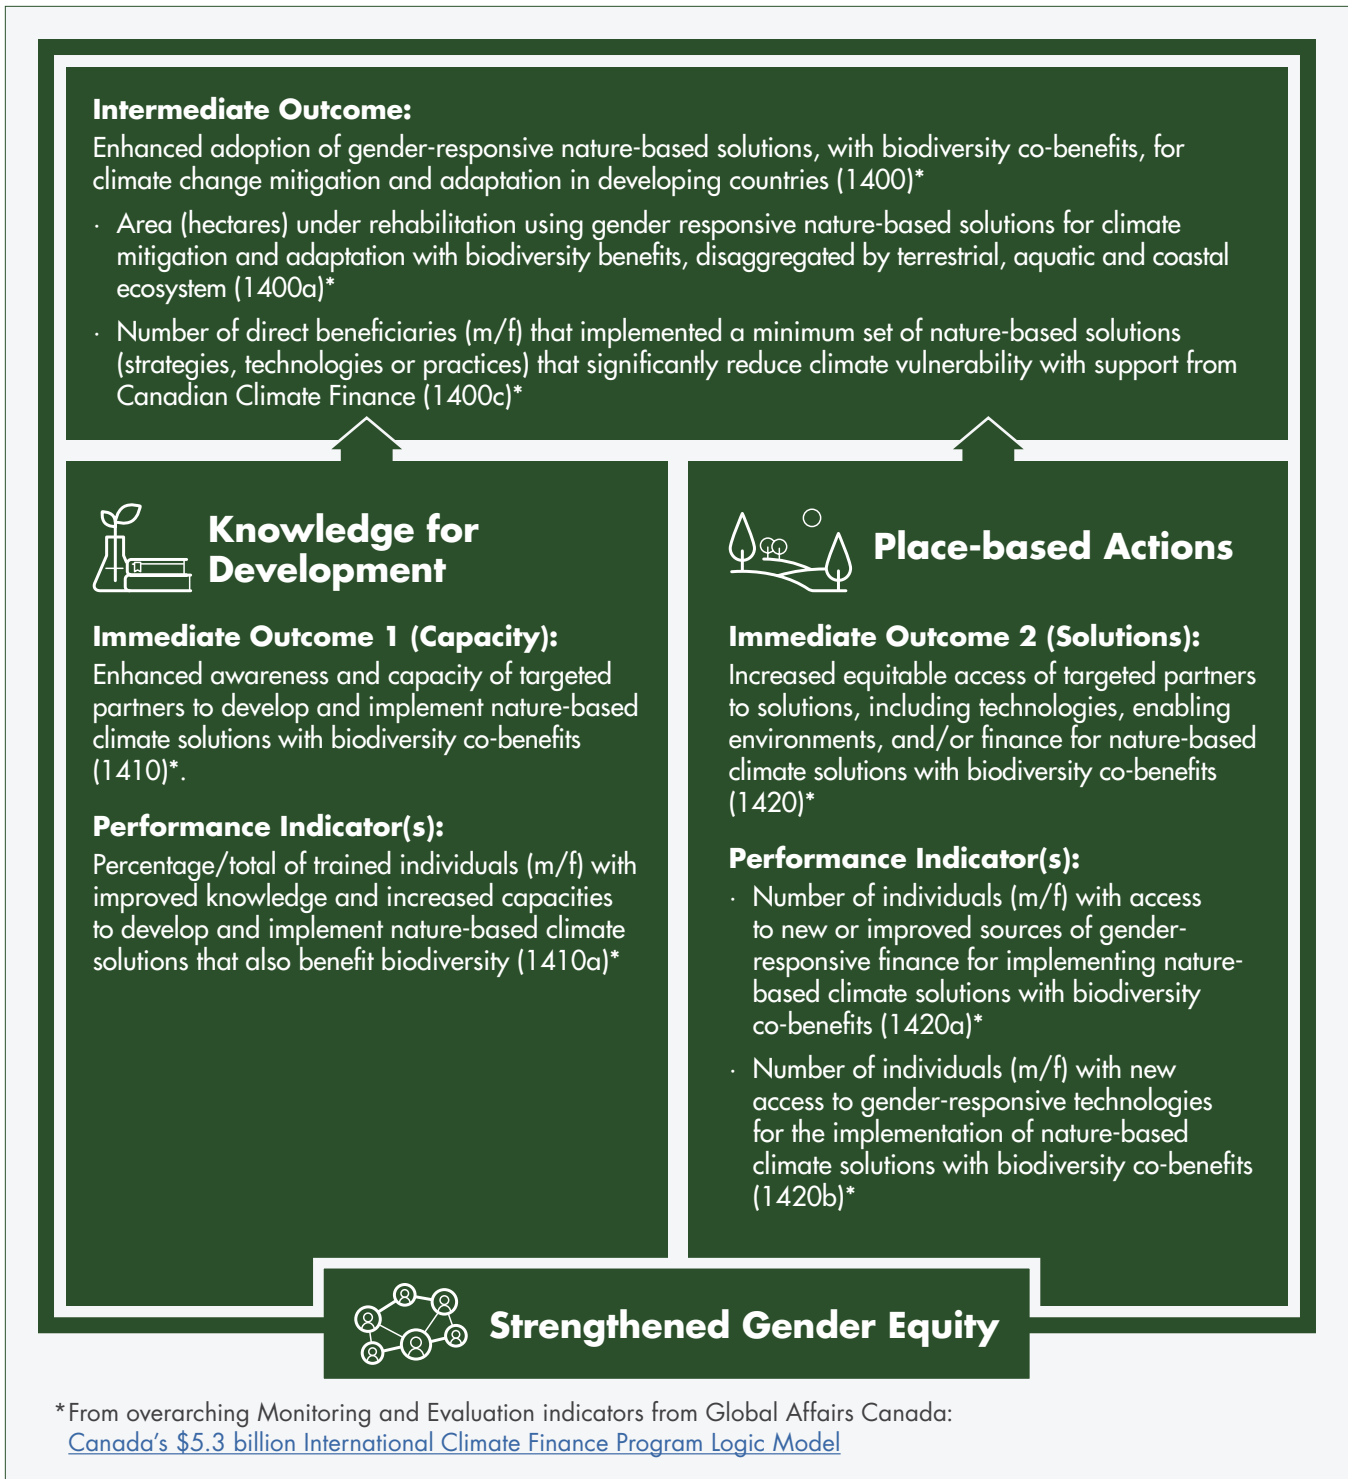 Intermediate Outcome:
Enhanced adoption of gender-responsive nature-based solutions, with biodiversity co-benefits, for
climate change mitigation and adaptation in developing countries (1400)*
· Area (hectares) under rehabilitation using gender responsive nature-based solutions for climate
mitigation and adaptation with biodiversity benefits, disaggregated by terrestrial, aquatic and coastal
ecosystem (1400a)*
· Number of direct beneficiaries (m/f) that implemented a minimum set of nature-based solutions
(strategies, technologies or practices) that significantly reduce climate vulnerability with support from
Canadian Climate Finance (1400c)*
Knowledge for
Development
Immediate Outcome 1 (Capacity):
Enhanced awareness and capacity of targeted
partners to develop and implement nature-based
climate solutions with biodiversity co-benefits
(1410)*.
Performance Indicator(s):
Percentage/total of trained individuals (m/f) with
improved knowledge and increased capacities
to develop and implement nature-based climate
solutions that also benefit biodiversity (1410a)*
Place-based Actions
Immediate Outcome 2 (Solutions):
Increased equitable access of targeted partners
to solutions, including technologies, enabling
environments, and/or finance for nature-based
climate solutions with biodiversity co-benefits
(1420)*
Performance Indicator(s):
· Number of individuals (m/f) with access
to new or improved sources of gender-
responsive finance for implementing nature-
based climate solutions with biodiversity
co-benefits (1420a)*
· Number of individuals (m/f) with new
access to gender-responsive technologies
for the implementation of nature-based
climate solutions with biodiversity co-benefits
(1420b)*
Strengthened Gender Equity
*From overarching Monitoring and Evaluation indicators from Global Affairs Canada:
Canada's $5.3 billion International Climate Finance Program Logic Model